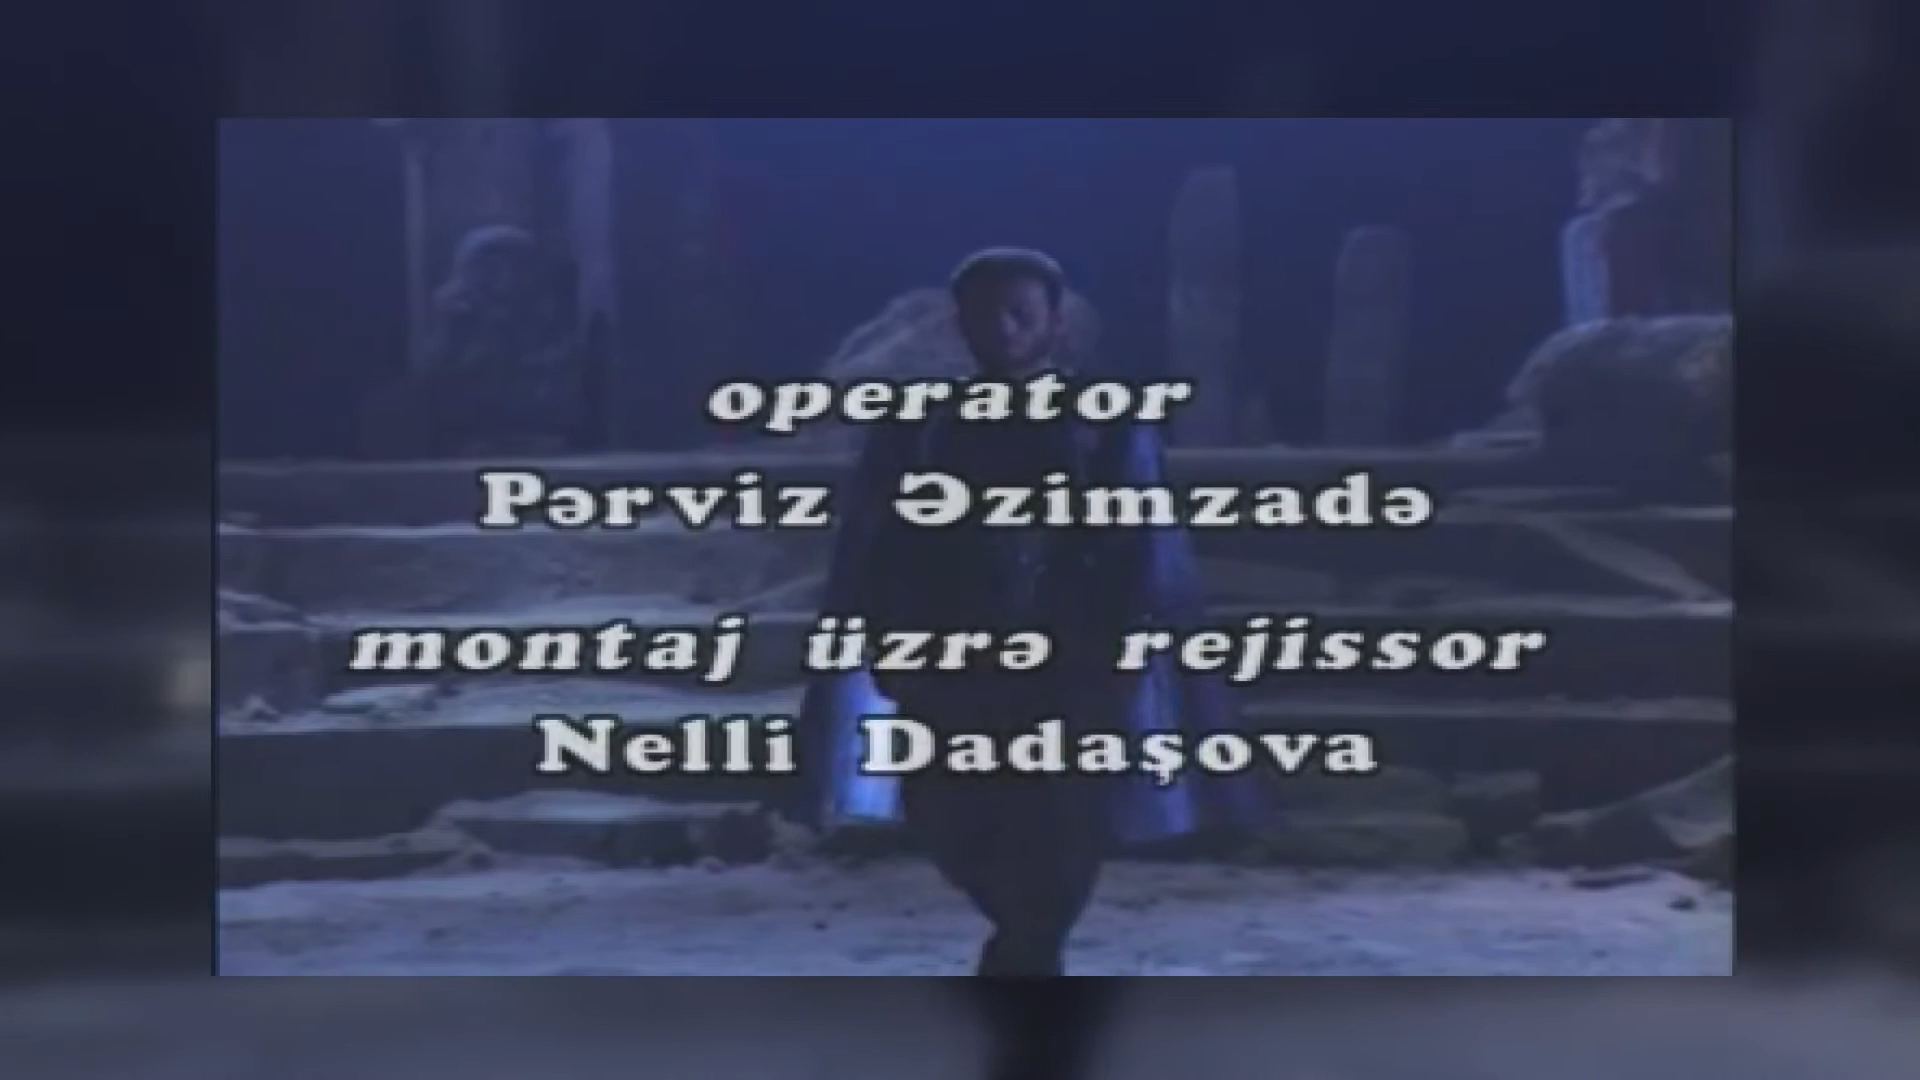 operator
Pərviz Əzimzadə
montaj üzrə rejissor
Nelli Dadaşova